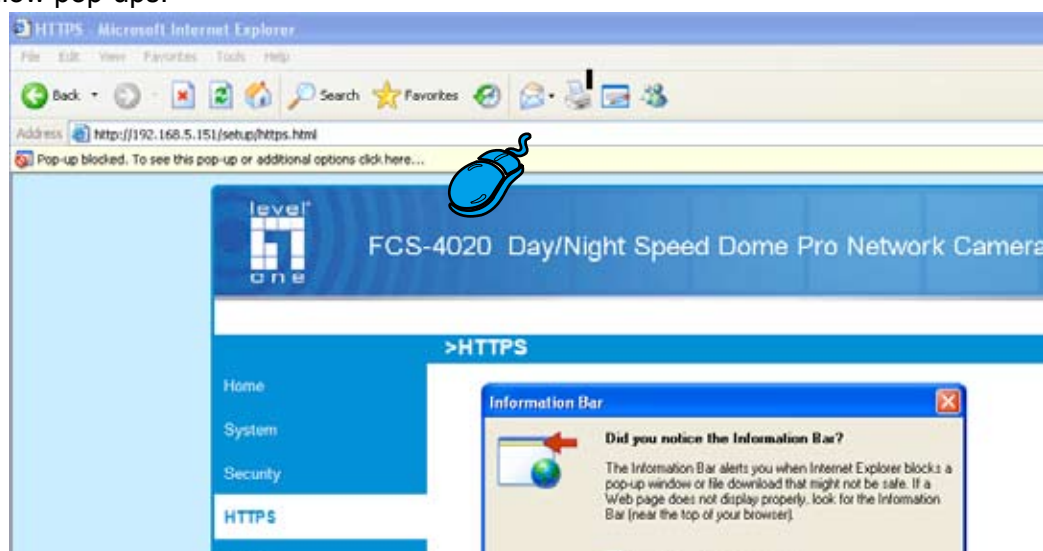 low pop-ups.
HTTPS - Microsoft Internet Explorer
File Edit View Favorites Tools Help
Back Search Favorites
Address http://192.168.5.151/setup/https.html
Pop-up blocked. To see this pop-up or additional options click here...
level
one
FCS-4020 Day/Night Speed Dome Pro Network Camera
>HTTPS
Home
System
Security
HTTPS
Information Bar
Did you notice the Information Bar?
The Information Bar alerts you when Internet Explorer blocks a
pop-up window or file download that might not be safe. If a
Web page does not display properly, look for the Information
Bar (near the top of your browser).